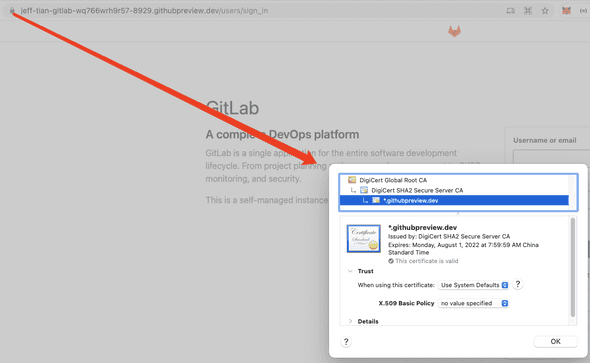 jeff-tian-gitlab-wq766wrh9r57-8929.githubpreview.dev/users/sign_in
GitLab
A complete DevOps platform
GitLab is a single application for the entire software development
lifecycle. From project planning
monitoring, and security.
This is a self-managed instance
Username or email
DigiCert Global Root CA
DigiCert SHA2 Secure Server CA
*.githubpreview.dev
Certificate
Standard
*.githubpreview.dev
Issued by: DigiCert SHA2 Secure Server CA
Expires: Monday, August 1, 2022 at 7:59:59 AM China
Standard Time
This certificate is valid
Trust
When using this certificate: Use System Defaults ?
X.509 Basic Policy no value specified
Details
? OK